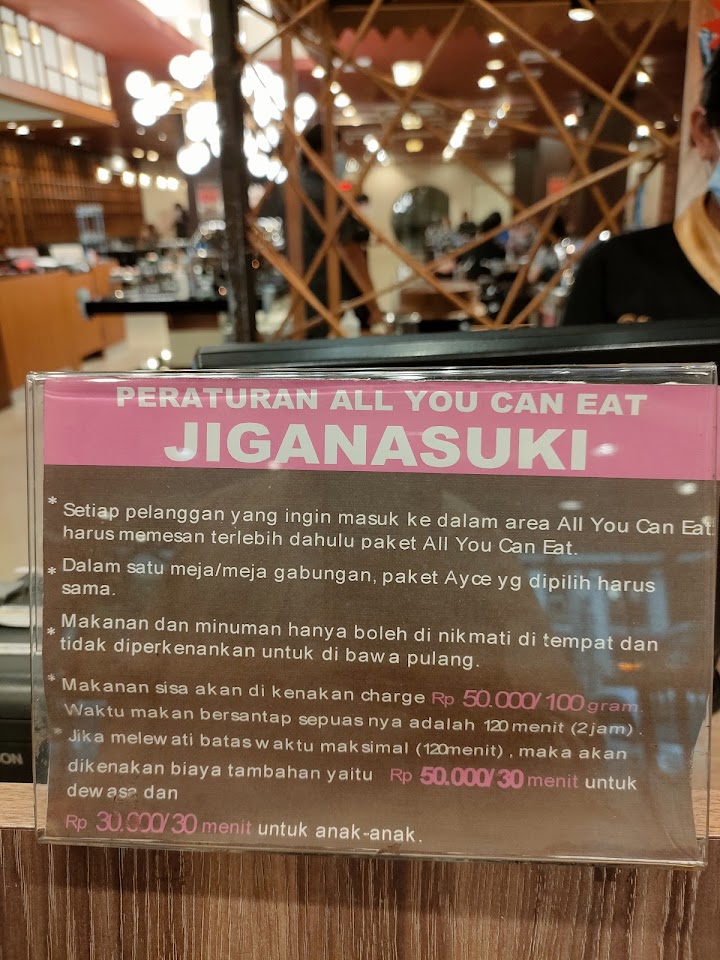 PERATURAN ALL YOU CAN EAT
JIGANASUKI
* Setiap pelanggan yang ingin masuk ke dalam area All You Can Eat
harus memesan terlebih dahulu paket All You Can Eat.
* Dalam satu meja/meja gabungan, paket Ayce yg dipilih harus
sama.
* Makanan dan minuman hanya boleh di nikmati di tempat dan
tidak diperkenankan untuk di bawa pulang.
* Makanan sisa akan di kenakan charge Rp 50.000/100 gram.
Waktu makan bersantap sepuas nya adalah 120 menit (2jam) .
* Jika melewati batas waktu maksimal (120menit) , maka akan
dikenakan biaya tambahan yaitu Rp 50.000/30 menit untuk
dewasa dan
Rp 30.000/30 menit untuk anak-anak.